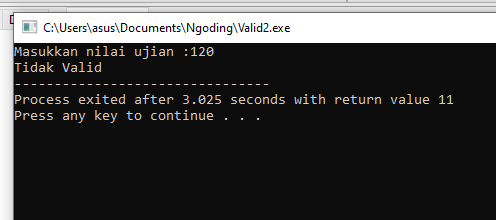 C:\Users\asus\Documents\Ngoding\Valid2.exe
Masukkan nilai ujian :120
Tidak Valid
--------------------------------
Process exited after 3.025 seconds with return value 11
Press any key to continue . . .